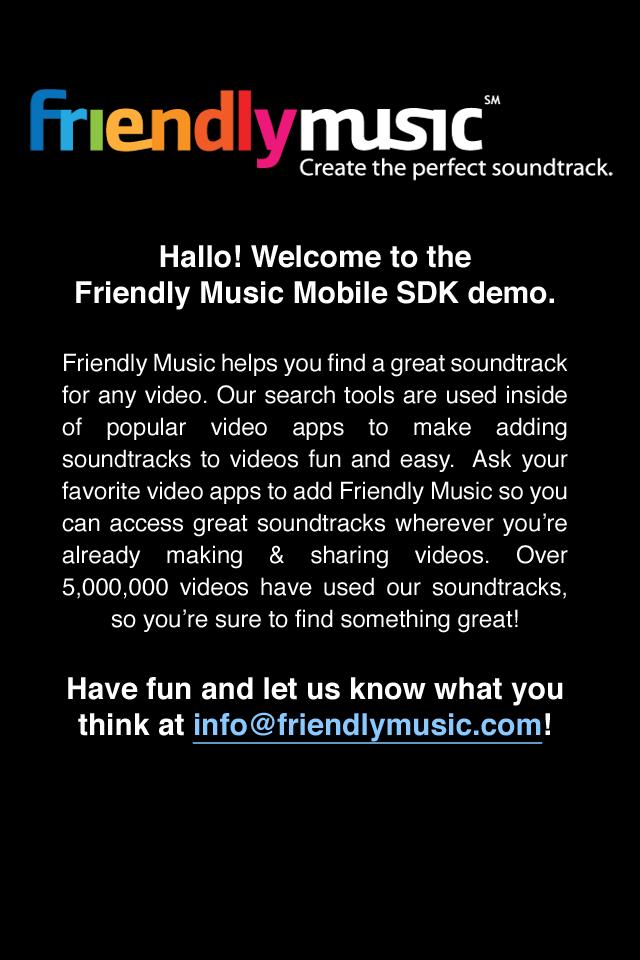 friendlymusic℠
Create the perfect soundtrack.
Hallo! Welcome to the
Friendly Music Mobile SDK demo.
Friendly Music helps you find a great soundtrack
for any video. Our search tools are used inside
of popular video apps to make adding
soundtracks to videos fun and easy. Ask your
favorite video apps to add Friendly Music so you
can access great soundtracks wherever you’re
already making & sharing videos. Over
5,000,000 videos have used our soundtracks,
so you’re sure to find something great!
Have fun and let us know what you
think at info@friendlymusic.com!